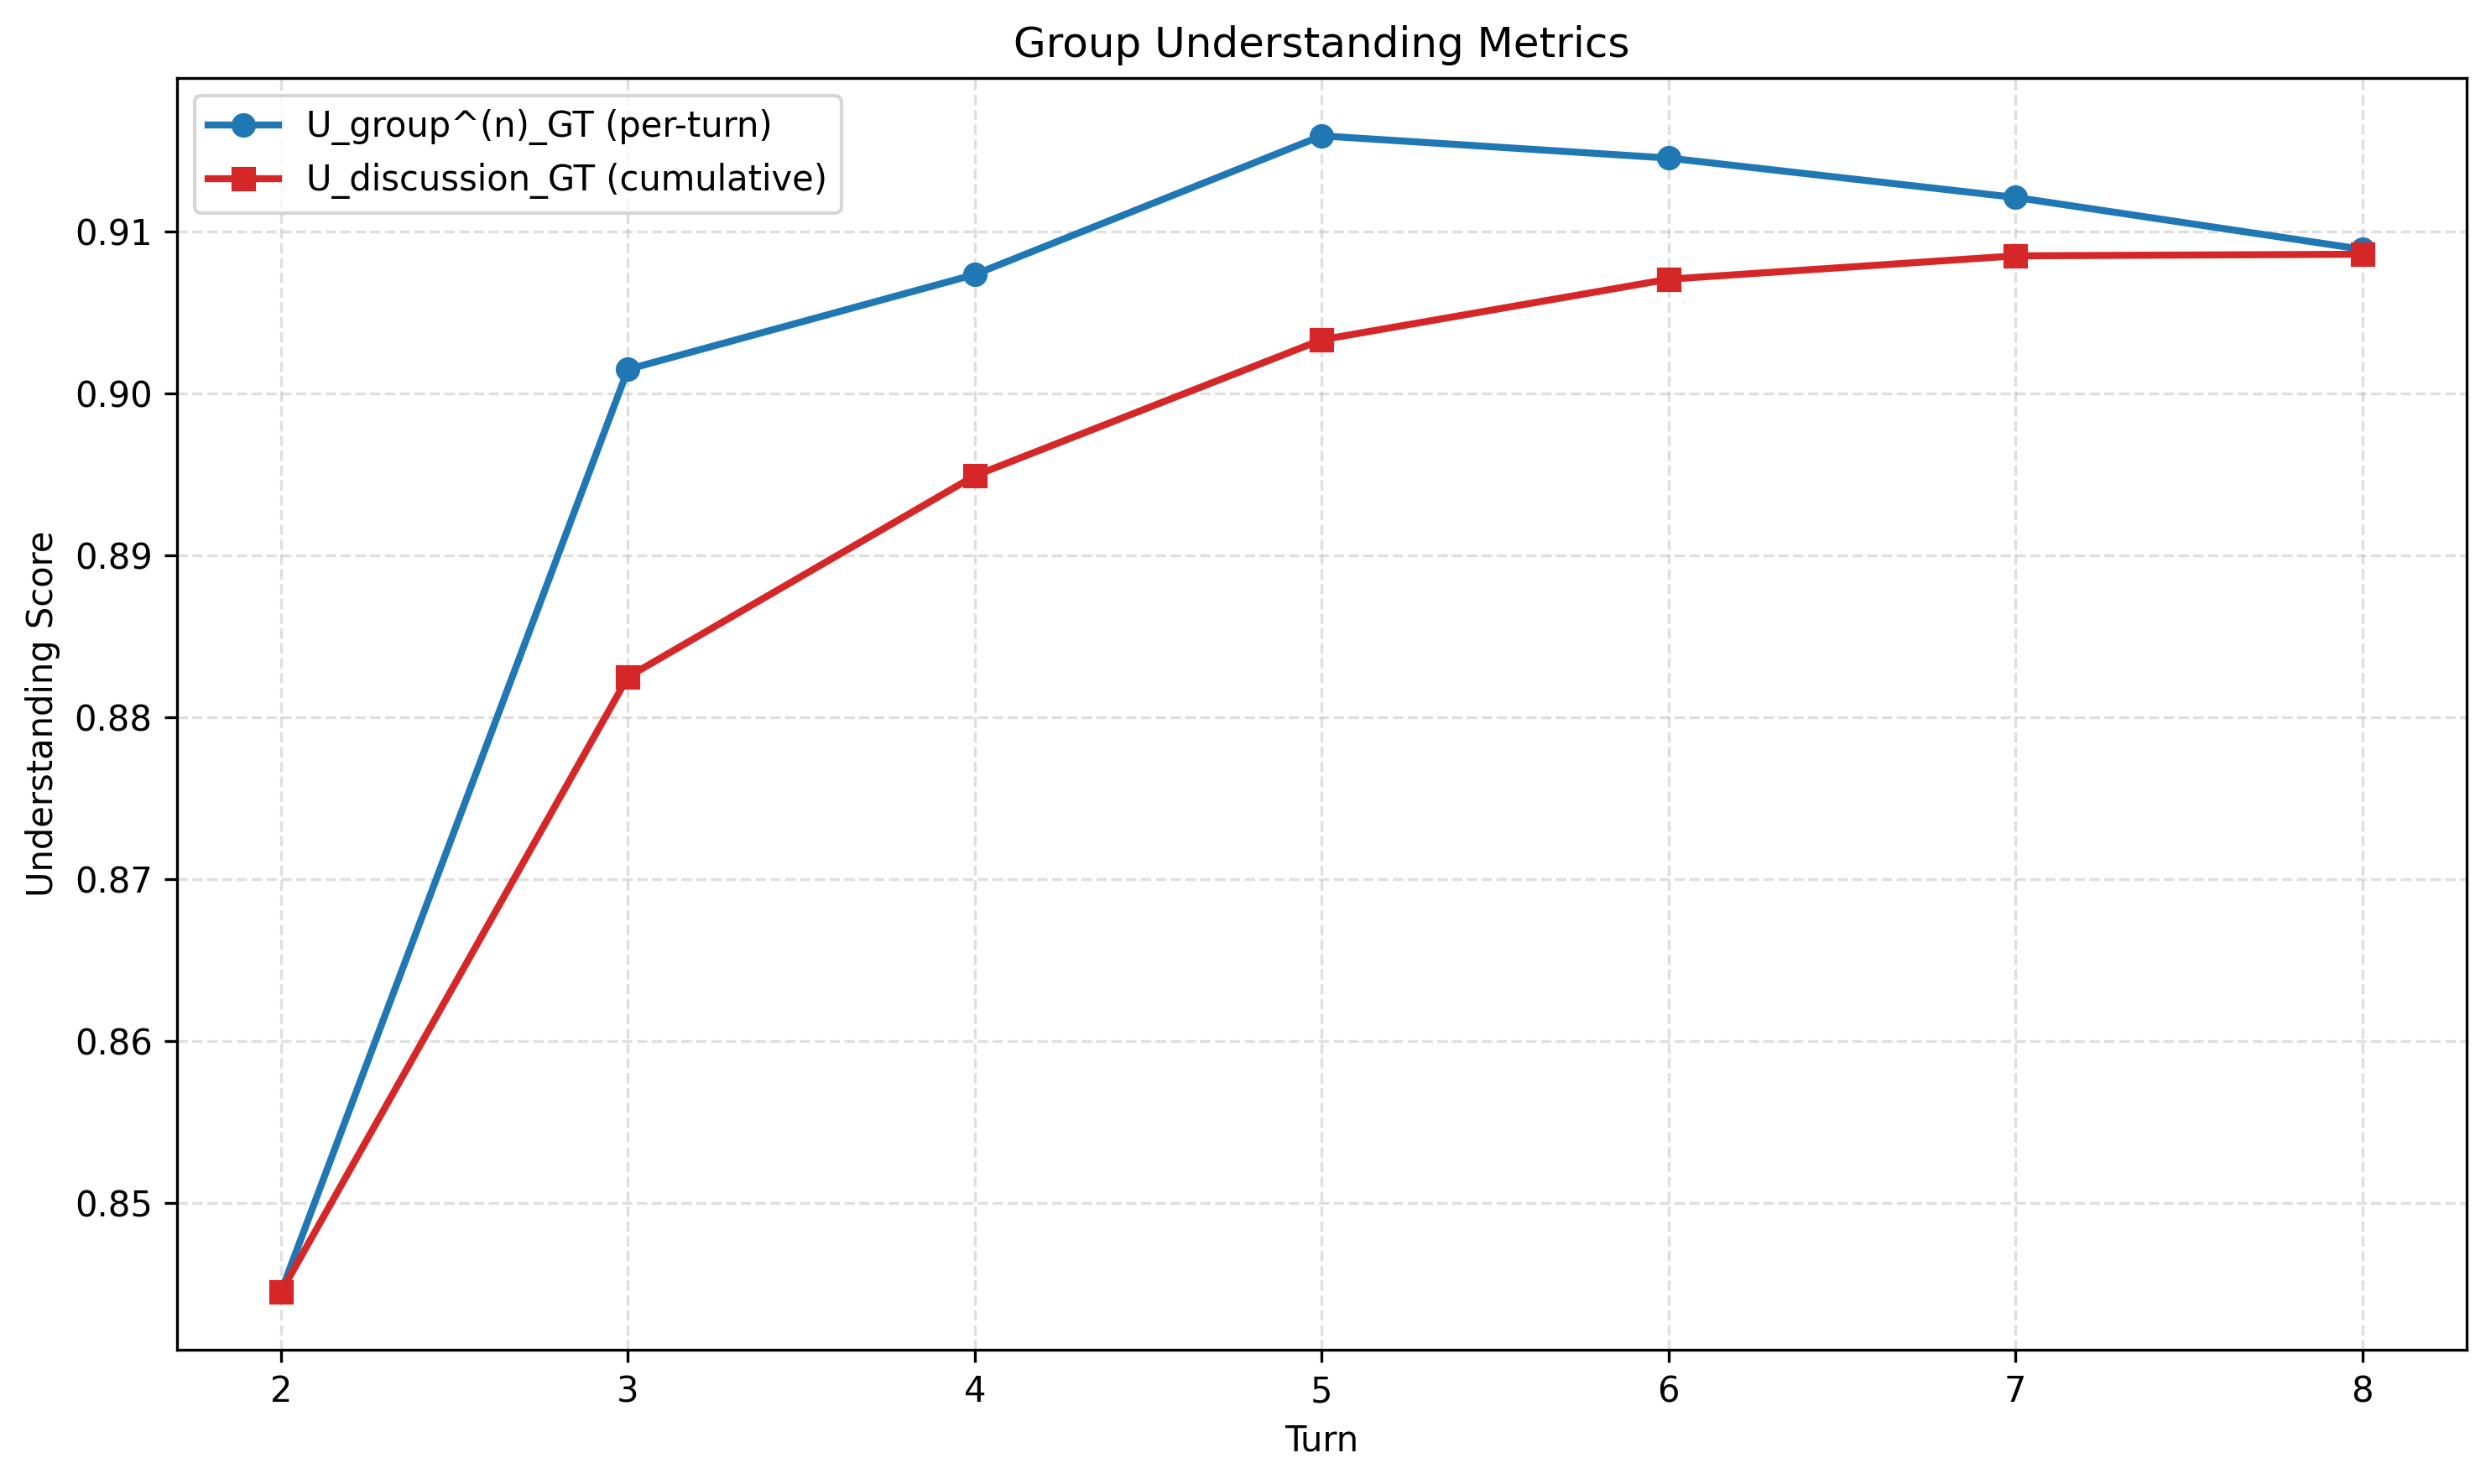 Group Understanding Metrics
U_group^(n)_GT (per-turn)
U_discussion_GT (cumulative)
0.91
0.90
0.89
0.88
0.87
0.86
0.85
Understanding Score
2 3 4 5 6 7 8
Turn